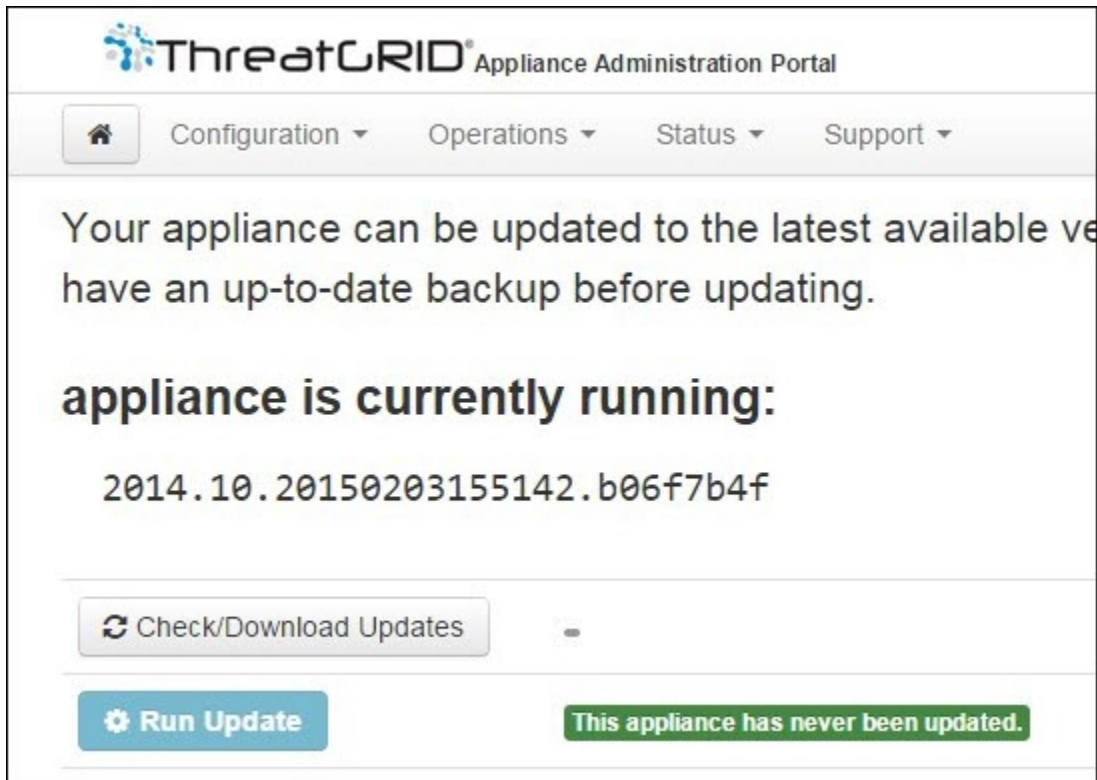 ThreatGRID® Appliance Administration Portal
Configuration Operations Status Support
Your appliance can be updated to the latest available ve
have an up-to-date backup before updating.
appliance is currently running:
2014.10.20150203155142.b06f7b4f
Check/Download Updates -
Run Update This appliance has never been updated.